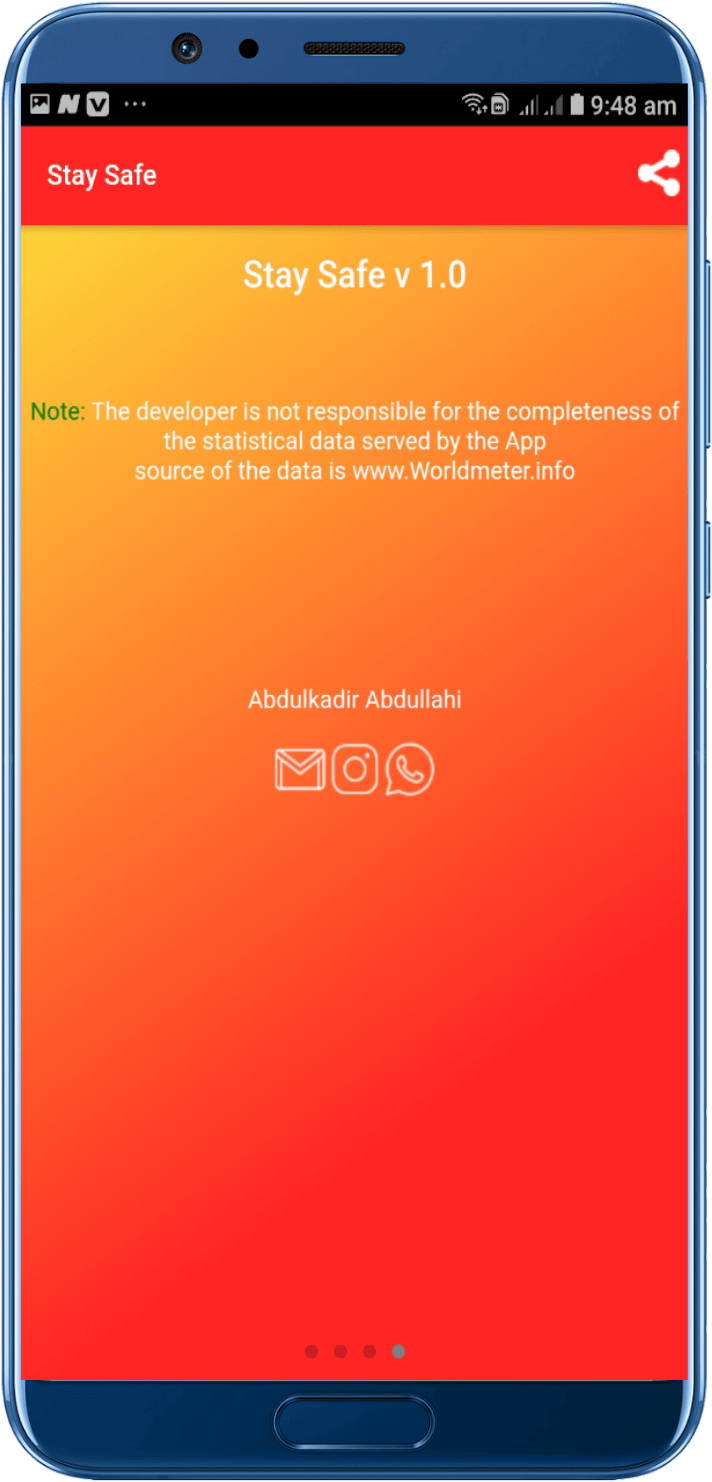 9:48 am
Stay Safe
Stay Safe v 1.0
Note: The developer is not responsible for the completeness of
the statistical data served by the App
source of the data is www.Worldmeter.info
Abdulkadir Abdullahi